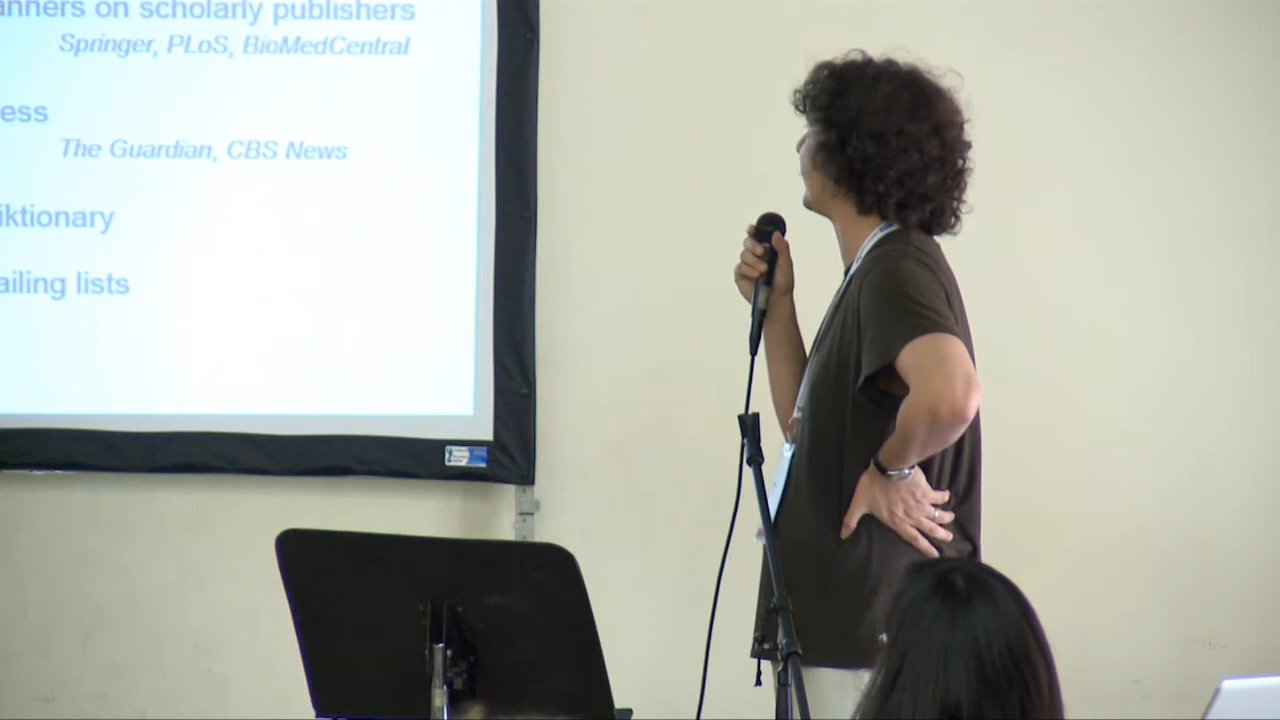 anners on scholarly publishers
Springer, PLoS, BioMedCentral
ess
The Guardian, CBS News
iktionary
ailing lists